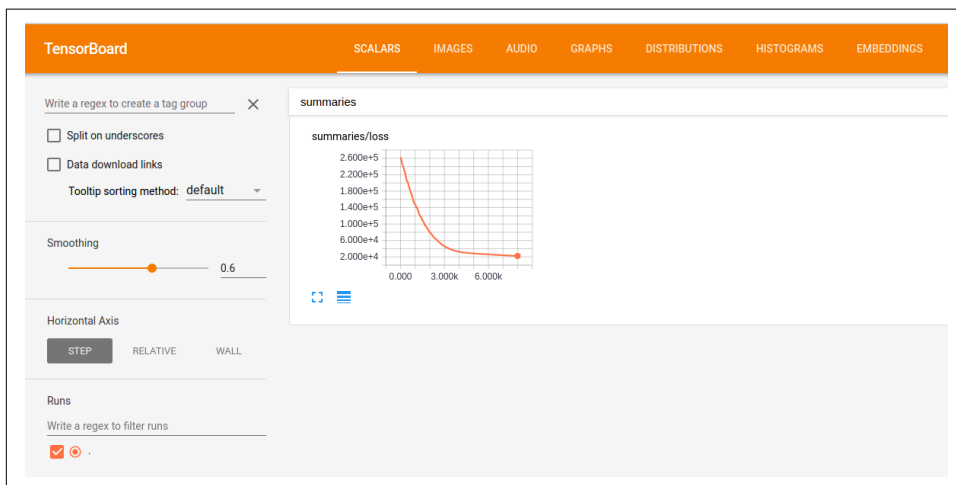 TensorBoard SCALARS IMAGES AUDIO GRAPHS DISTRIBUTIONS HISTOGRAMS EMBEDDINGS
Write a regex to create a tag group
Split on underscores
Data download links
Tooltip sorting method: default
Smoothing
0.6
Horizontal Axis
STEP RELATIVE WALL
Runs
Write a regex to filter runs
.
summaries
summaries/loss
2.600e+5
2.200e+5
1.800e+5
1.400e+5
1.000e+5
6.000e+4
2.000e+4
0.000 3.000k 6.000k